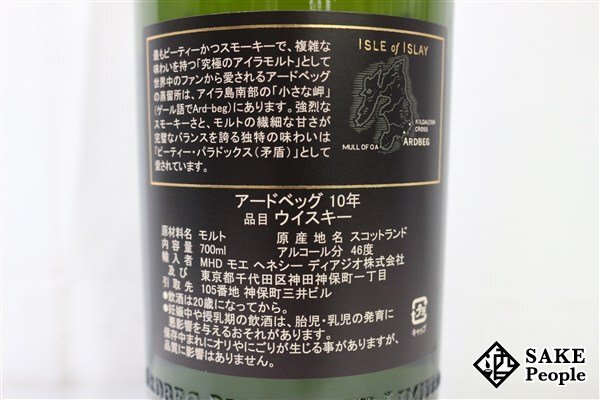 最もピーティーかつスモーキーで、複雑な
味わいを持つ「究極のアイラモルト」として
世界中のファンから愛されるアードベッグ
の蒸留所は、アイラ島南部の「小さな岬」
(ゲール語でArd-beg)にあります。強烈な
スモーキーさと、モルトの繊細な甘さが
完璧なバランスを誇る独特の味わいは
「ピーティー・パラドックス(矛盾)」として
愛されています。
ISLE of ISLAY
KILDALTON
CROSS
ARDBEG
MULL OF OA
アードベッグ 10年
品目 ウイスキー
原材料名 モルト 原産地名 スコットランド
内容量 700ml アルコール分 46度
輸入者 MHD モエ ヘネシー ディアジオ株式会社
及び 東京都千代田区神田神保町一丁目
引取先 105番地 神保町三井ビル
●飲酒は20歳になってから。
●妊娠中や授乳期の飲酒は、胎児・乳児の発育に
悪影響を与えるおそれがあります。
保存中まれにオリやにごりが生じる事がありますが、
品質に影響はありません。
プラ
キャップ
SAKE
People